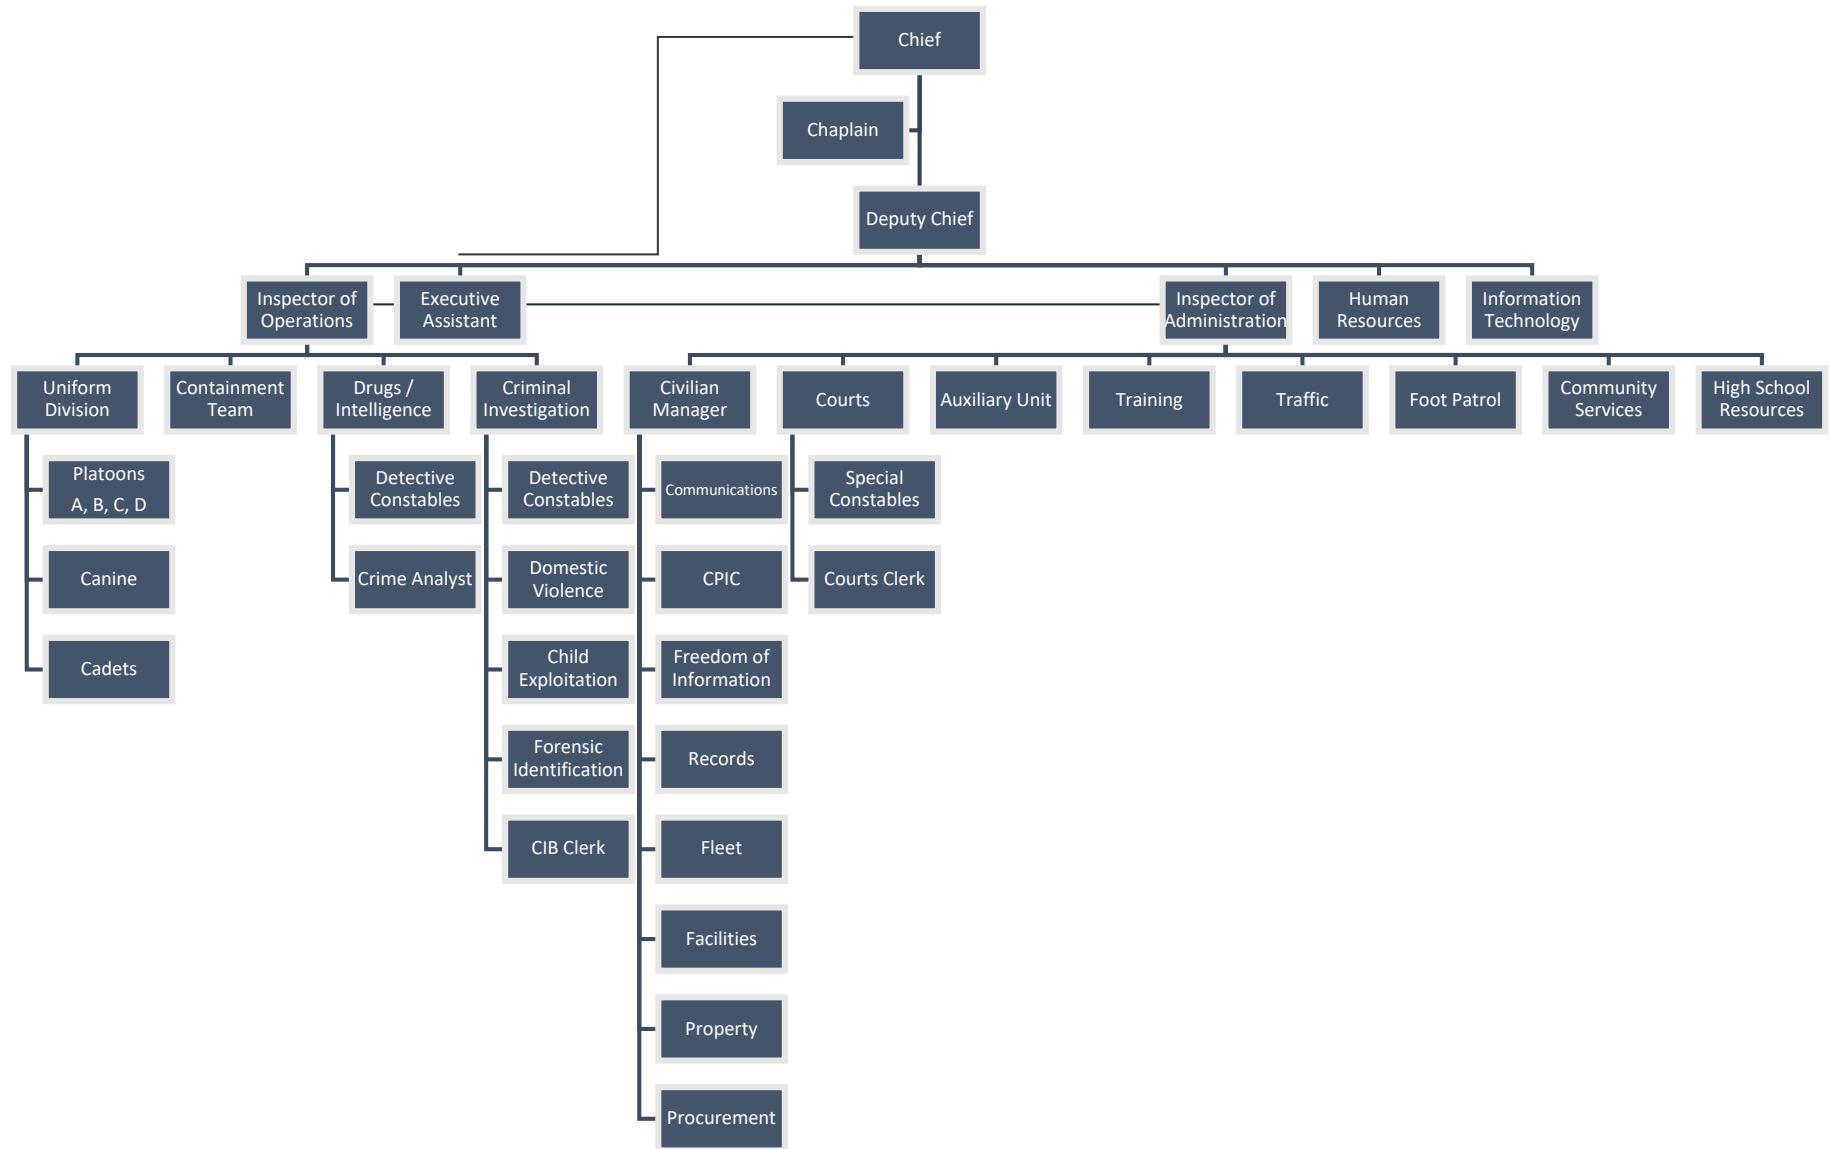 Chief
Chaplain
Deputy Chief
Inspector of
Operations
Executive
Assistant
Inspector of
Administration
Human
Resources
Information
Technology
Uniform
Division
Containment
Team
Drugs /
Intelligence
Criminal
Investigation
Civilian
Manager
Courts
Auxiliary Unit
Training
Traffic
Foot Patrol
Community
Services
High School
Resources
Platoons
A, B, C, D
Detective
Constables
Detective
Constables
Communications
Special
Constables
Canine
Crime Analyst
Domestic
Violence
CPIC
Courts Clerk
Cadets
Child
Exploitation
Freedom of
Information
Forensic
Identification
Records
CIB Clerk
Fleet
Facilities
Property
Procurement